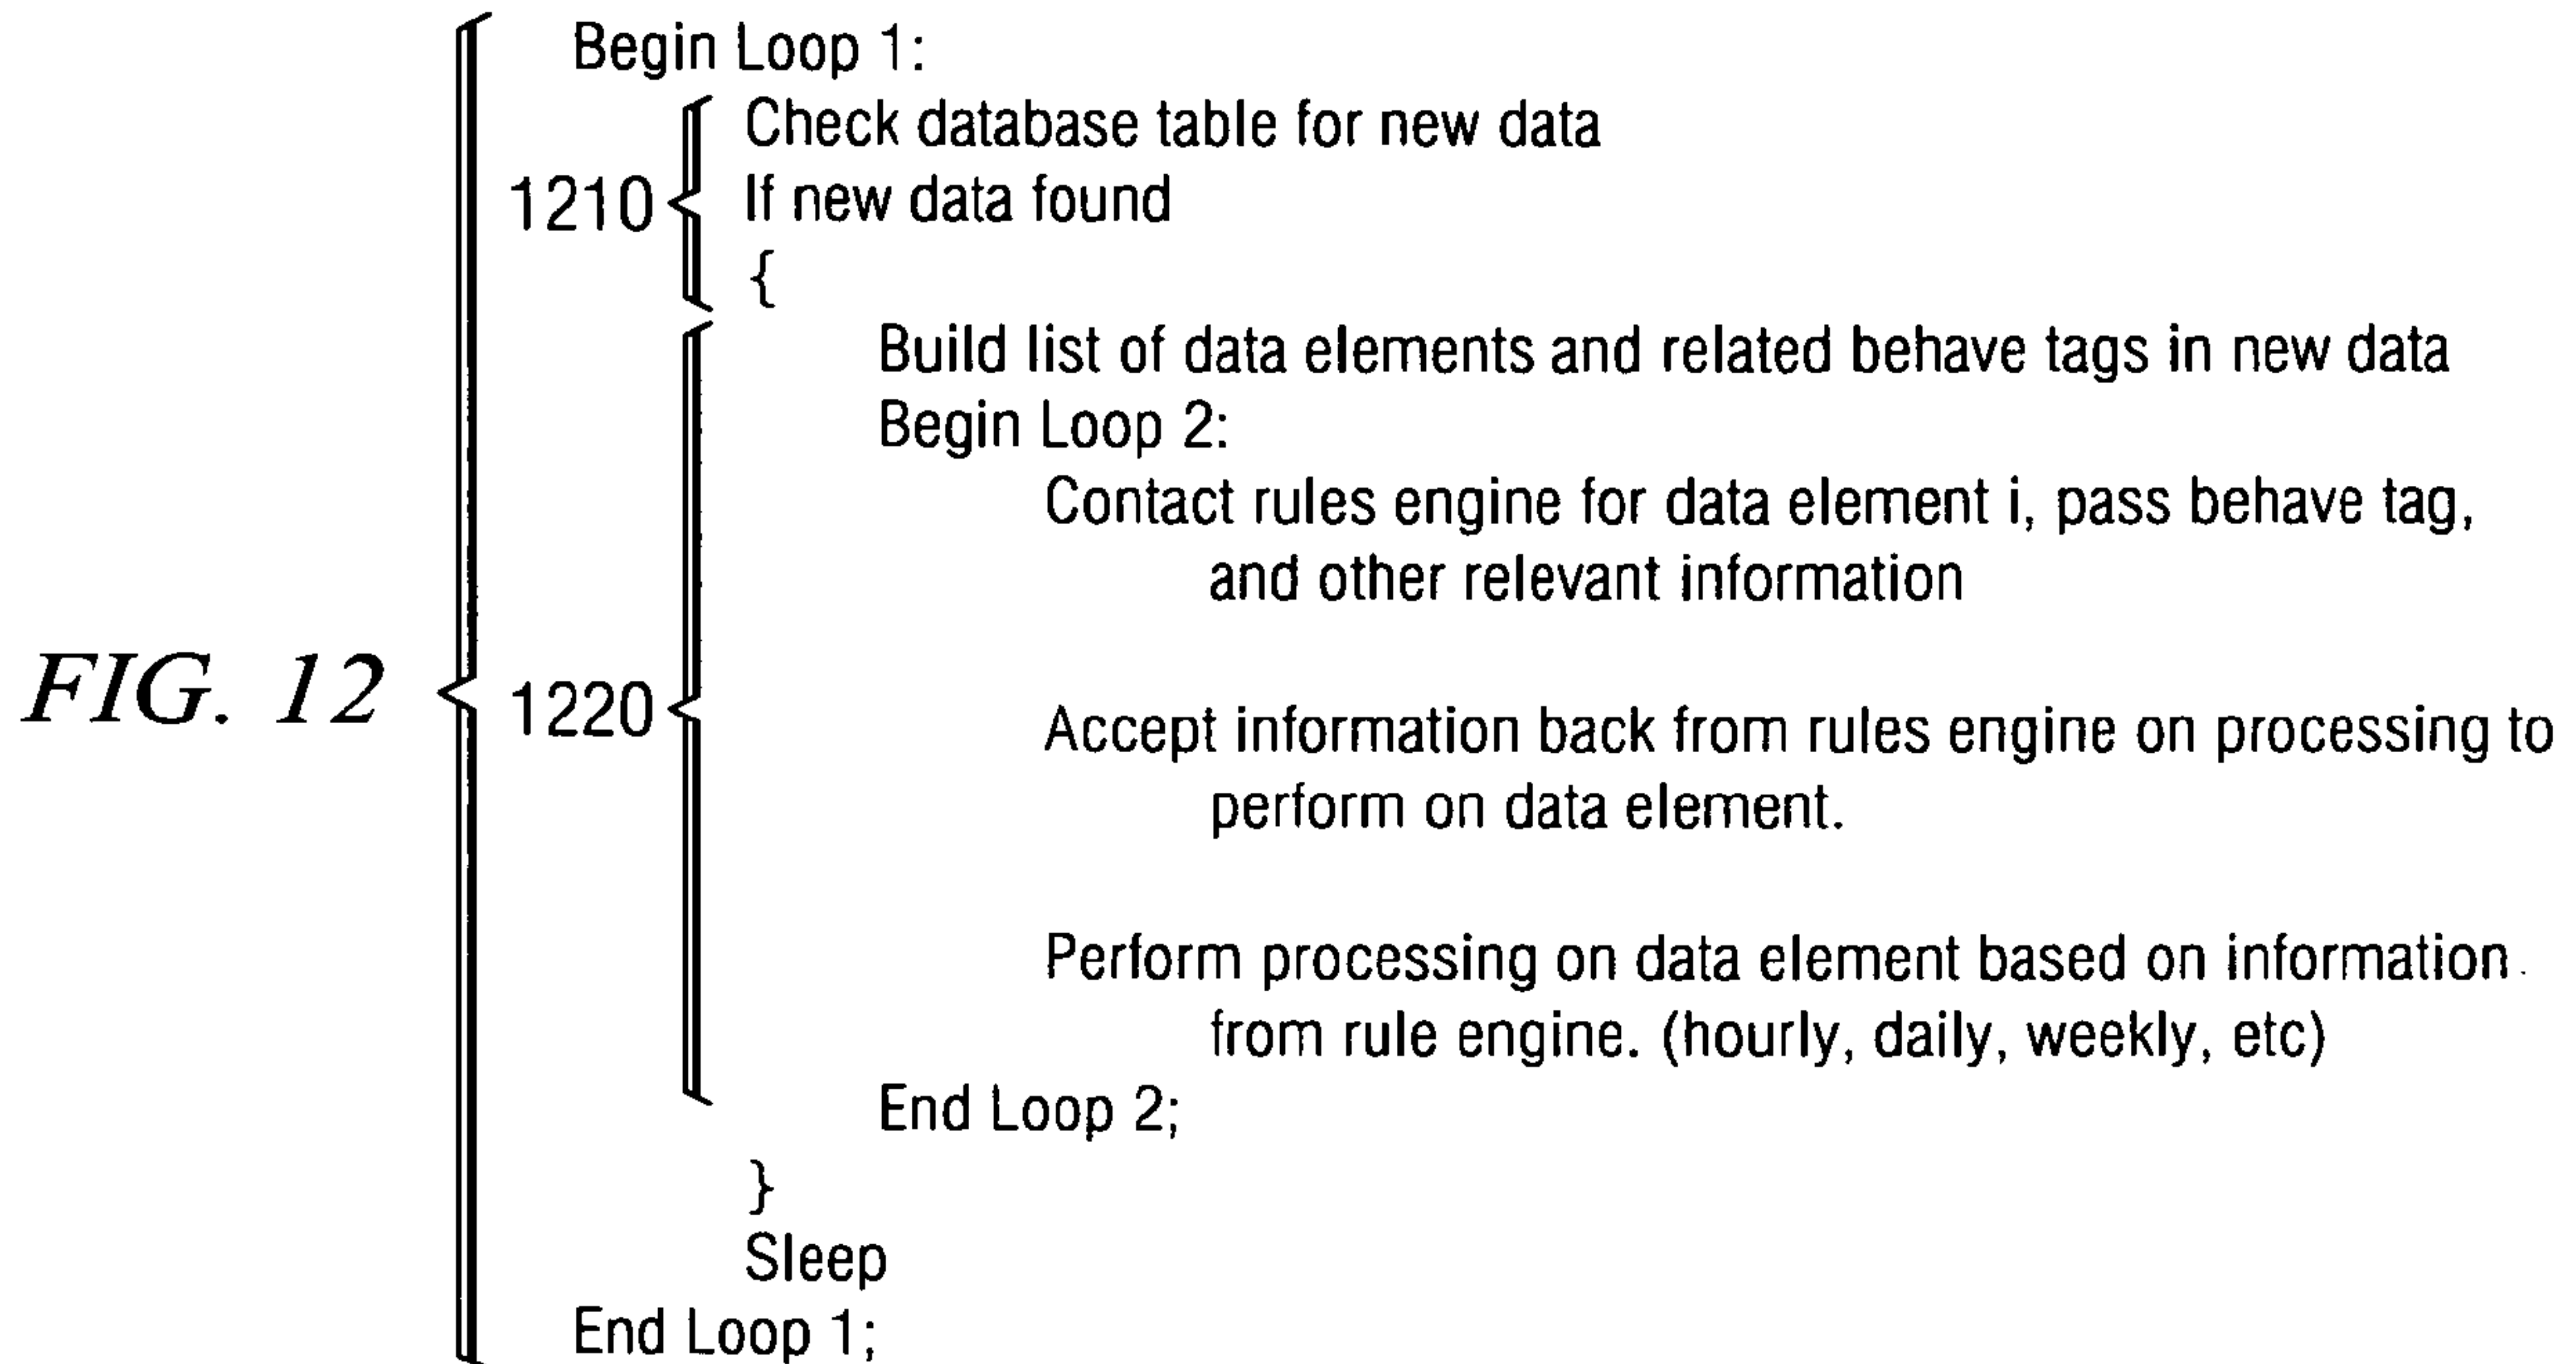 Begin Loop 1:
Check database table for new data
1210
If new data found
{
Build list of data elements and related behave tags in new data
Begin Loop 2:
Contact rules engine for data element i, pass behave tag,
and other relevant information
FIG. 12
1220
Accept information back from rules engine on processing to
perform on data element.
Perform processing on data element based on information
from rule engine. (hourly, daily, weekly, etc)
End Loop 2;
}
Sleep
End Loop 1;